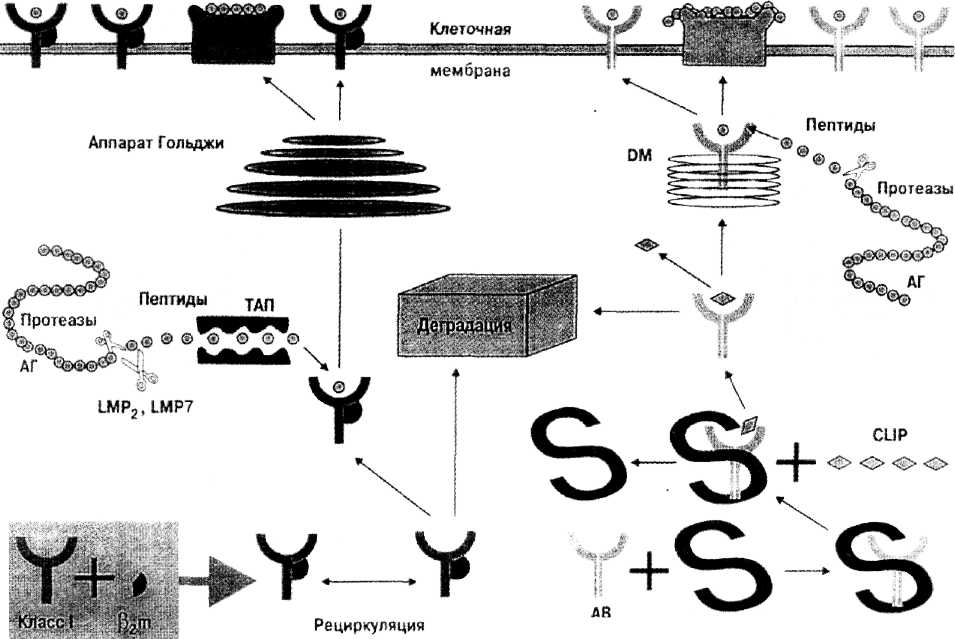 Клеточная
мембрана
Аппарат Гольджи
Пептиды
DM
Протеазы
АГ
Пептиды
ТАП
Протеазы
АГ
LMP2, LMP7
Деградация
CLIP
Класс I
β2m
Рециркуляция
АВ